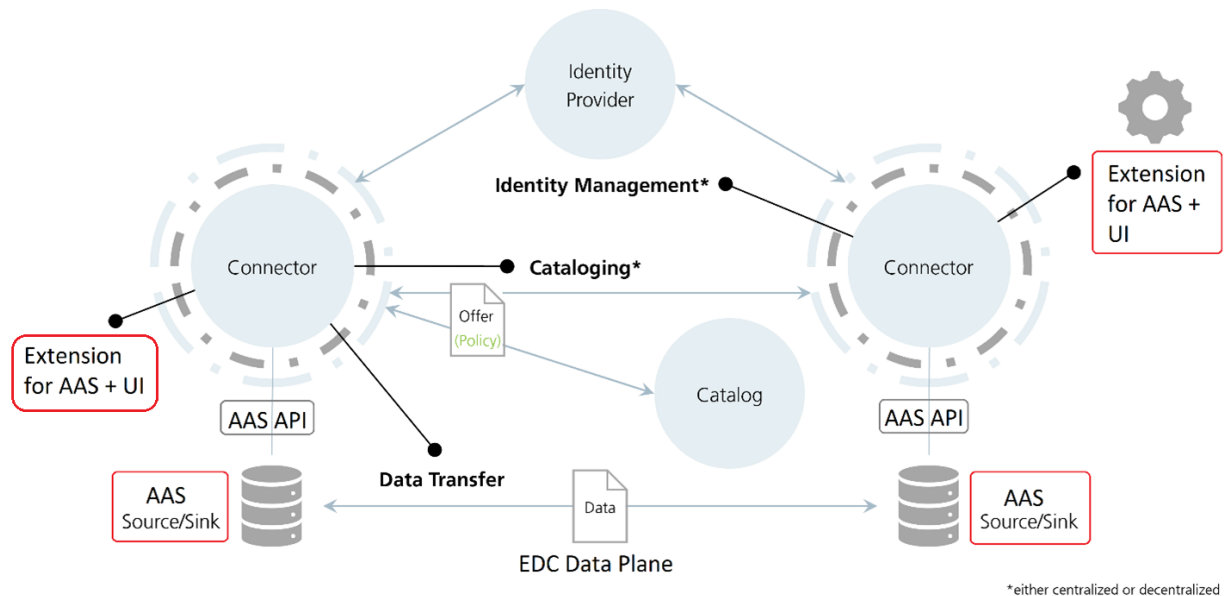 Identity
Provider
Identity Management*
Extension
for AAS +
UI
Connector
Cataloging*
Connector
Offer
(Policy)
Extension
for AAS + UI
Catalog
AAS API
AAS API
Data Transfer
AAS
Source/Sink
Data
AAS
Source/Sink
EDC Data Plane
*either centralized or decentralized